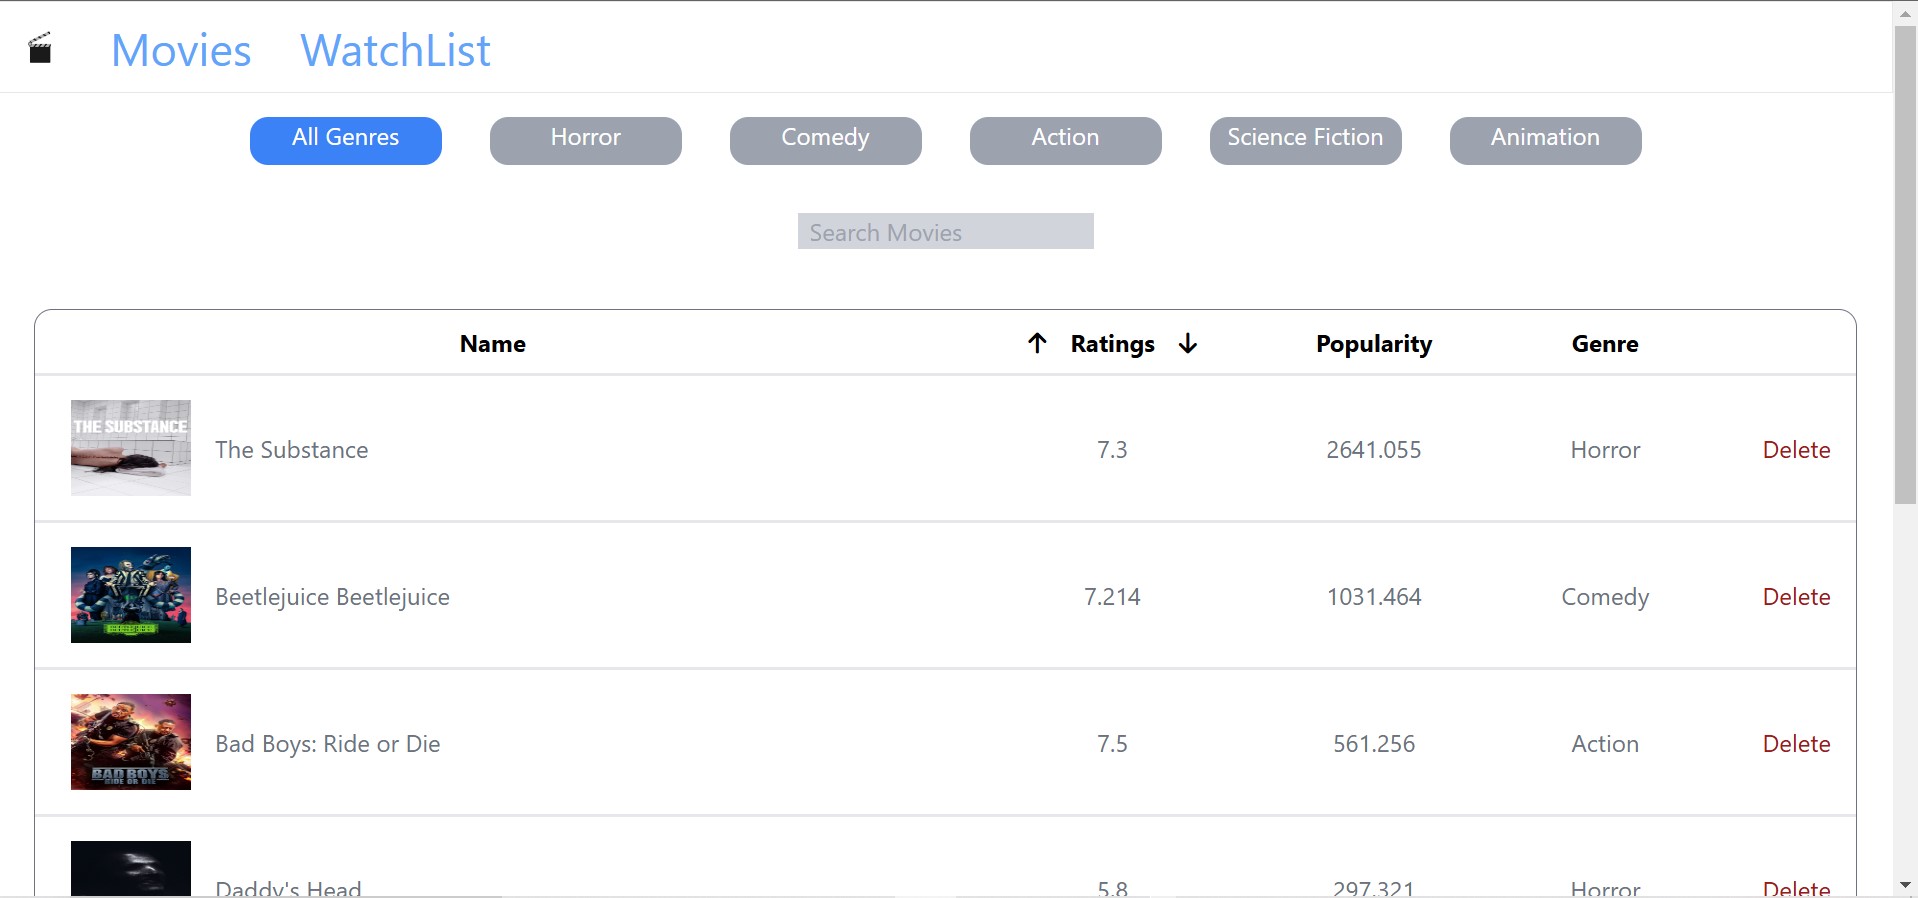 Movies WatchList
All Genres Horror Comedy Action Science Fiction Animation
Search Movies
Name ↑ Ratings ↓ Popularity Genre
THE SUBSTANCE
The Substance 7.3 2641.055 Horror Delete
Beetlejuice Beetlejuice 7.214 1031.464 Comedy Delete
Bad Boys: Ride or Die 7.5 561.256 Action Delete
BAD BOYS
RIDE OR DIE
Daddy's Head 5.8 297.321 Horror Delete